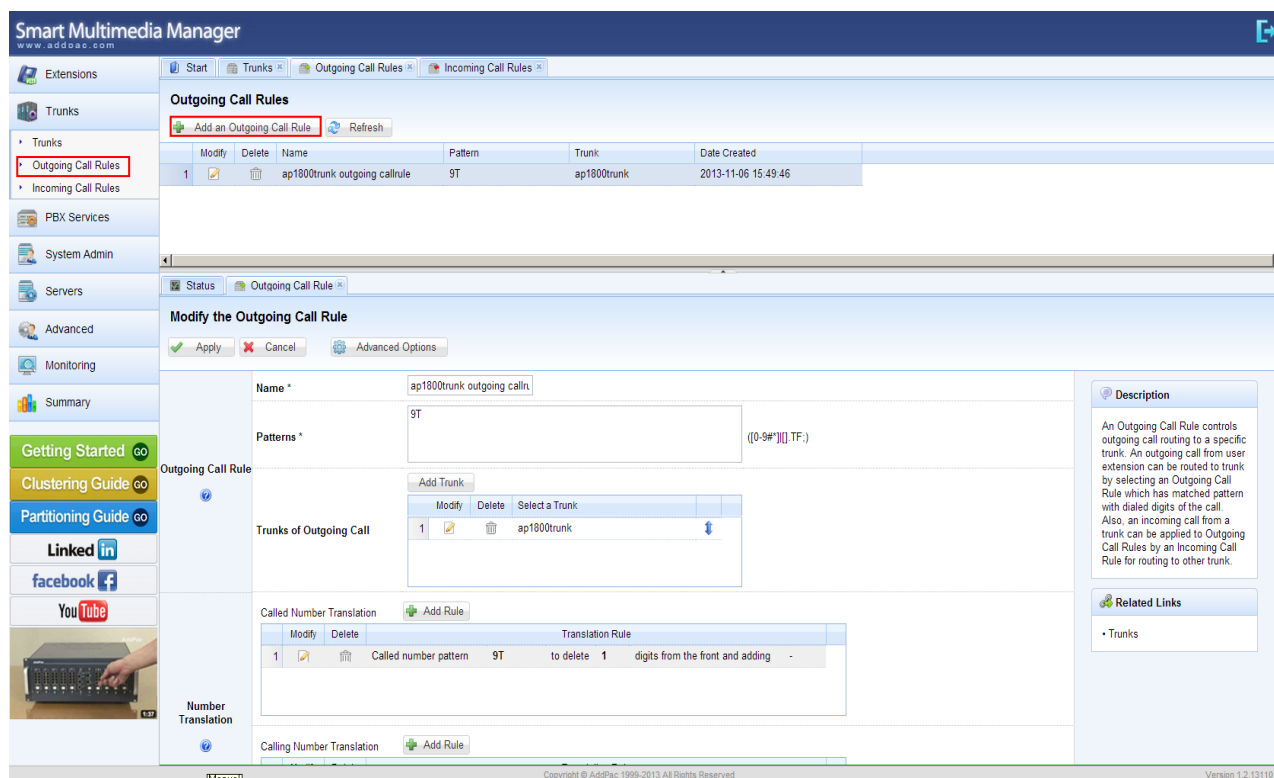 Smart Multimedia Manager
www.addpac.com
Extensions
Trunks
Trunks
Outgoing Call Rules
Incoming Call Rules
PBX Services
System Admin
Servers
Advanced
Monitoring
Summary
Getting Started GO
Clustering Guide GO
Partitioning Guide GO
Linked in
facebook f
You Tube
1:37
Start Trunks Outgoing Call Rules Incoming Call Rules
Outgoing Call Rules
Add an Outgoing Call Rule Refresh
Modify Delete Name Pattern Trunk Date Created
1 ap1800trunk outgoing callrule 9T ap1800trunk 2013-11-06 15:49:46
Status Outgoing Call Rule
Modify the Outgoing Call Rule
Apply Cancel Advanced Options
Outgoing Call Rule
Name * ap1800trunk outgoing callru
Patterns * 9T ([0-9#*]|[].TF:)
Trunks of Outgoing Call
Add Trunk
Modify Delete Select a Trunk
1 ap1800trunk
Number
Translation
Called Number Translation Add Rule
Modify Delete Translation Rule
1 Called number pattern 9T to delete 1 digits from the front and adding -
Calling Number Translation Add Rule
Description
An Outgoing Call Rule controls
outgoing call routing to a specific
trunk. An outgoing call from user
extension can be routed to trunk
by selecting an Outgoing Call
Rule which has matched pattern
with dialed digits of the call.
Also, an incoming call from a
trunk can be applied to Outgoing
Call Rules by an Incoming Call
Rule for routing to other trunk.
Related Links
• Trunks
Copyright © AddPac 1999-2013 All Rights Reserved
Version 1.2.13110